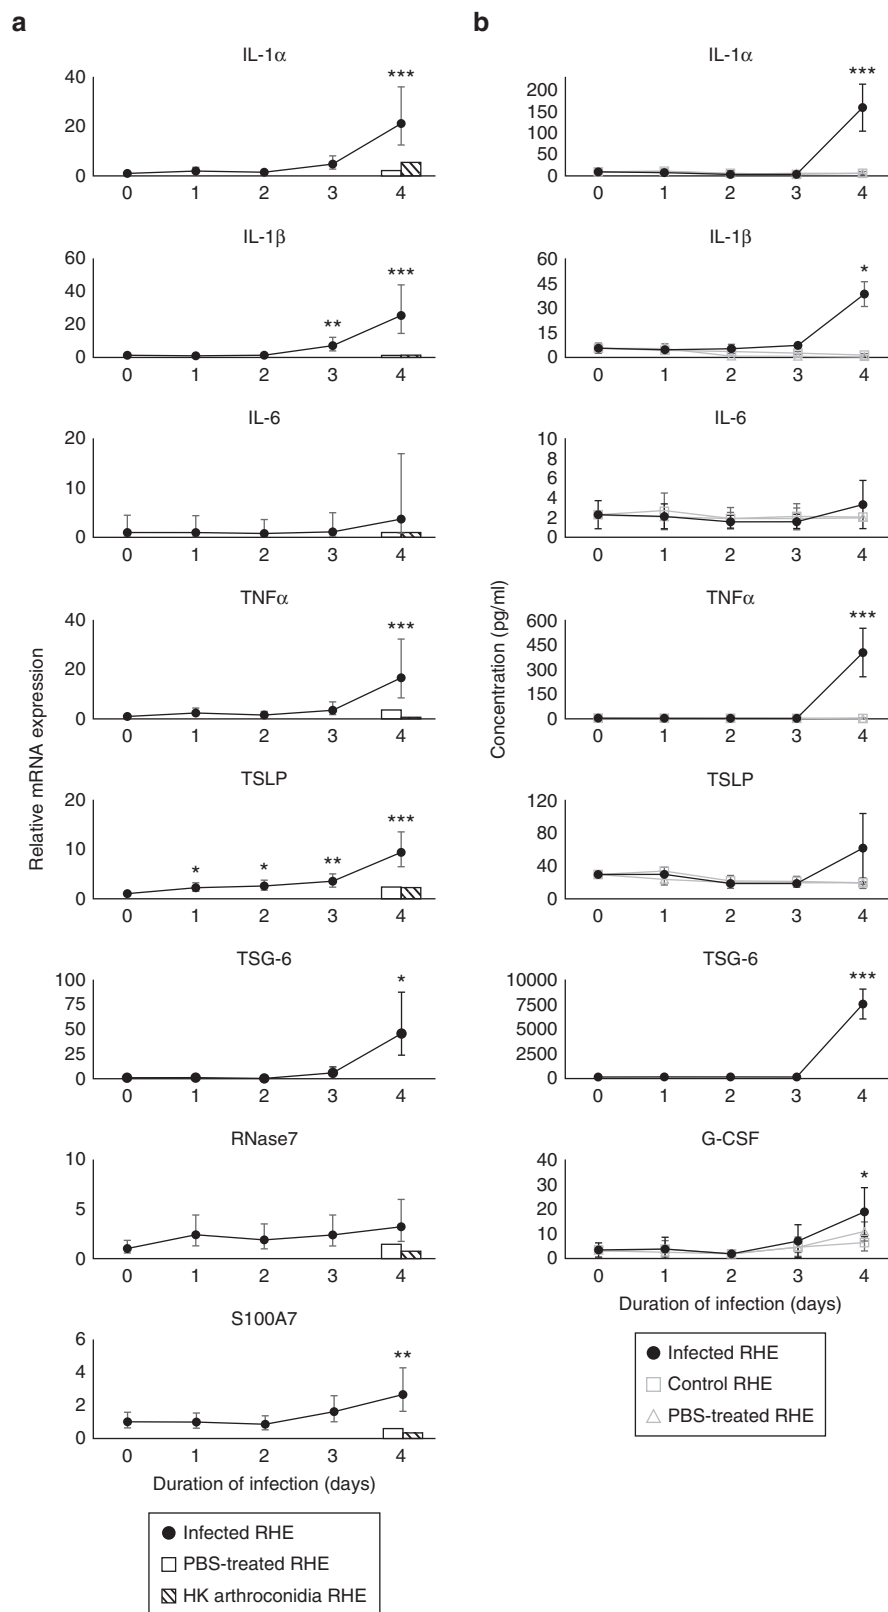 a
IL-1α
***
40
20
0
0 1 2 3 4
IL-1β
60
***
40
**
20
0
0 1 2 3 4
IL-6
20
10
0
0 1 2 3 4
TNFα
40
***
20
0
0 1 2 3 4
TSLP
20
***
10
* * **
0
0 1 2 3 4
TSG-6
100
*
75
50
25
0
0 1 2 3 4
RNase7
10
5
0
0 1 2 3 4
S100A7
6
**
4
2
0
0 1 2 3 4
Relative mRNA expression
Duration of infection (days)
Infected RHE
PBS-treated RHE
HK arthroconidia RHE
b
IL-1α
***
200
150
100
50
0
0 1 2 3 4
IL-1β
60
*
45
30
15
0
0 1 2 3 4
IL-6
10
8
6
4
2
0
0 1 2 3 4
TNFα
***
600
450
300
150
0
0 1 2 3 4
TSLP
120
80
40
0
0 1 2 3 4
TSG-6
***
10000
7500
5000
2500
0
0 1 2 3 4
G-CSF
40
*
30
20
10
0
0 1 2 3 4
Concentration (pg/ml)
Duration of infection (days)
Infected RHE
Control RHE
PBS-treated RHE